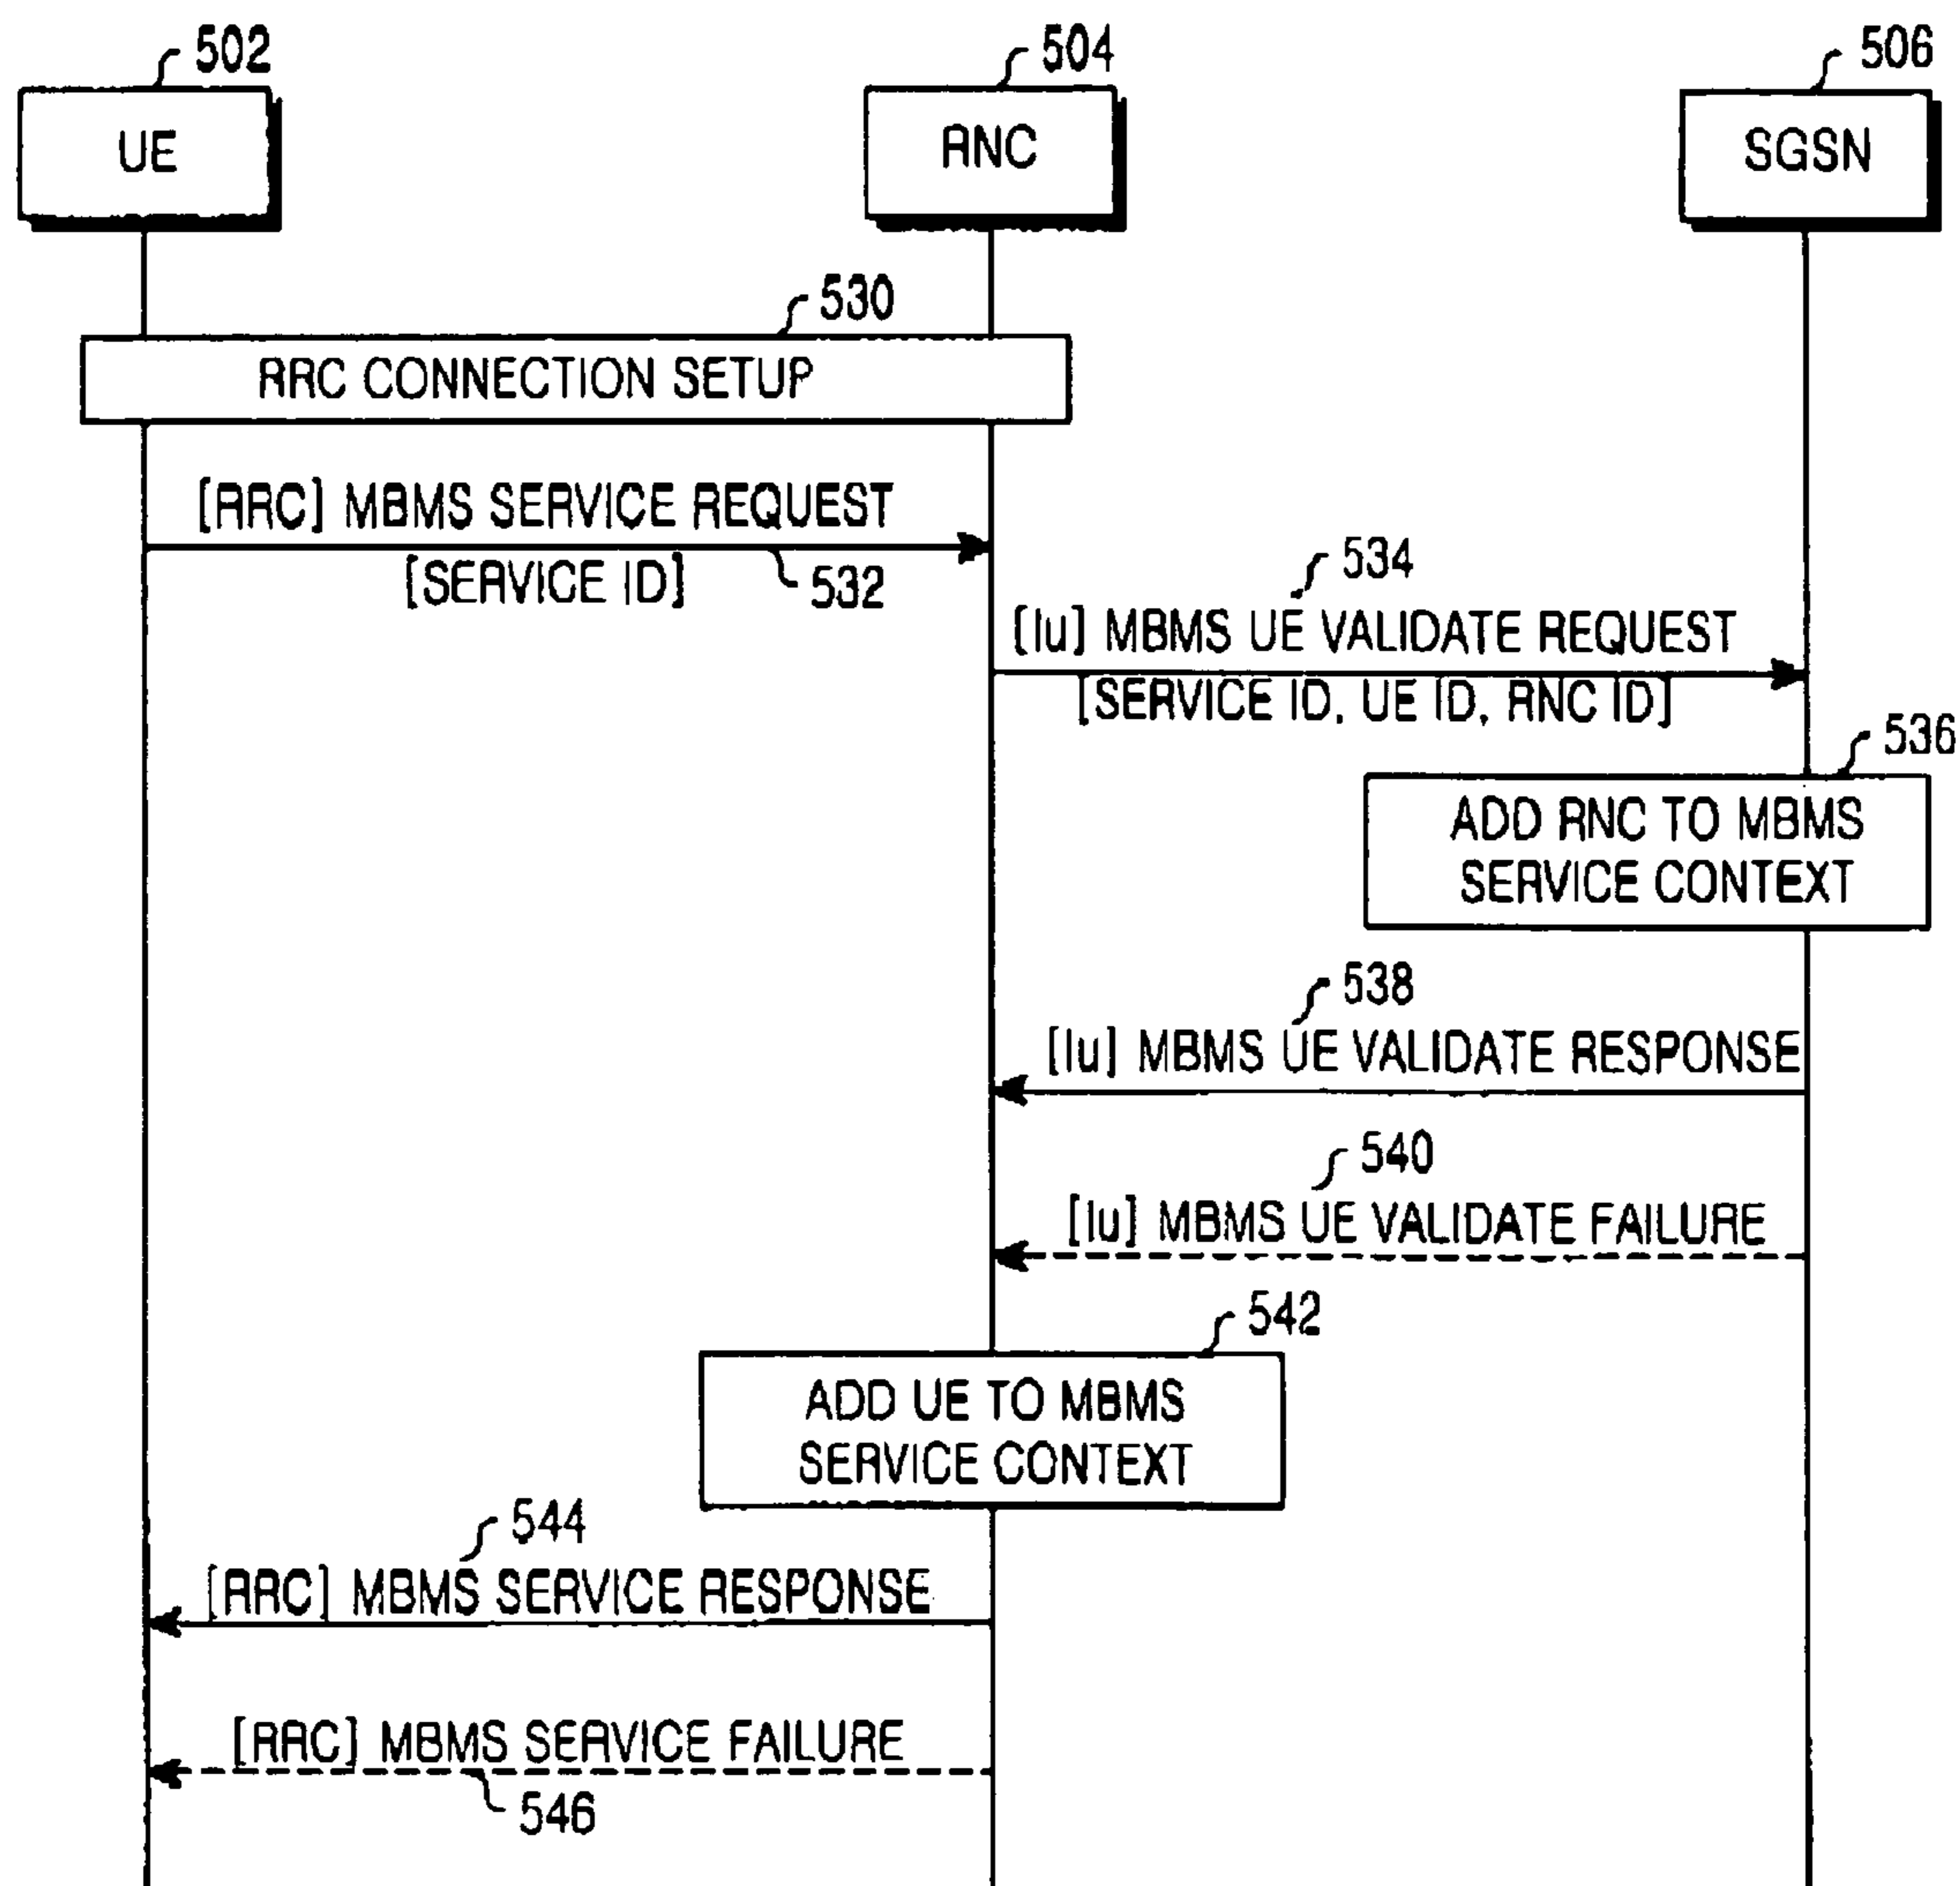 502
504
506
UE
RNC
SGSN
530
RRC CONNECTION SETUP
[RRC] MBMS SERVICE REQUEST
[SERVICE ID]
532
534
[Iu] MBMS UE VALIDATE REQUEST
[SERVICE ID, UE ID, RNC ID]
536
ADD RNC TO MBMS
SERVICE CONTEXT
538
[Iu] MBMS UE VALIDATE RESPONSE
540
[Iu] MBMS UE VALIDATE FAILURE
542
ADD UE TO MBMS
SERVICE CONTEXT
544
[RRC] MBMS SERVICE RESPONSE
[RRC] MBMS SERVICE FAILURE
546